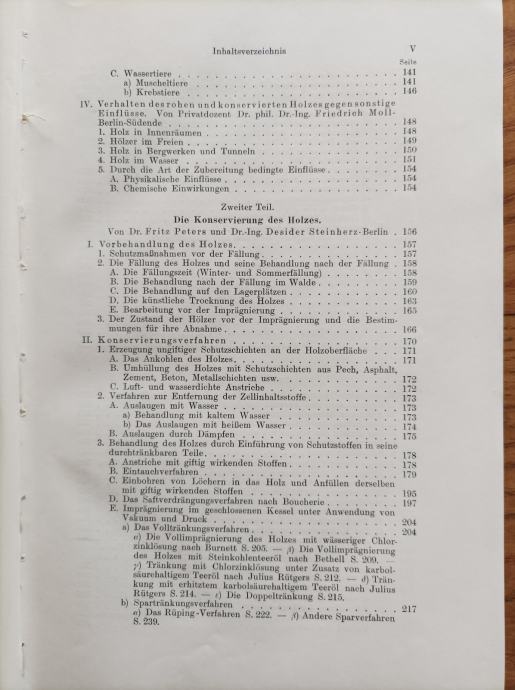 Inhaltsverzeichnis V
Seite
C. Wassertiere . . . . . . . . . . . . . . . . . . . . . . . . . 141
a) Muscheltiere . . . . . . . . . . . . . . . . . . . . . . . . 141
b) Krebstiere . . . . . . . . . . . . . . . . . . . . . . . . . 146
IV. Verhalten des rohen und konservierten Holzes gegen sonstige
Einflüsse. Von Privatdozent Dr. phil. Dr.-Ing. Friedrich Moll-
Berlin-Südende . . . . . . . . . . . . . . . . . . . . . . . . 148
1. Holz in Innenräumen . . . . . . . . . . . . . . . . . . . . 148
2. Hölzer im Freien . . . . . . . . . . . . . . . . . . . . . . 149
3. Holz in Bergwerken und Tunneln . . . . . . . . . . . . . . 150
4. Holz im Wasser . . . . . . . . . . . . . . . . . . . . . . . 151
5. Durch die Art der Zubereitung bedingte Einflüsse . . . . . . . 154
A. Physikalische Einflüsse . . . . . . . . . . . . . . . . . . . 154
B. Chemische Einwirkungen . . . . . . . . . . . . . . . . . . 154
Zweiter Teil.
Die Konservierung des Holzes.
Von Dr. Fritz Peters und Dr.-Ing. Desider Steinherz-Berlin . 156
I. Vorbehandlung des Holzes . . . . . . . . . . . . . . . . . . 157
1. Schutzmaßnahmen vor der Fällung . . . . . . . . . . . . . . 157
2. Die Fällung des Holzes und seine Behandlung nach der Fällung . 158
A. Die Fällungszeit (Winter- und Sommerfällung) . . . . . . . . 158
B. Die Behandlung nach der Fällung im Walde . . . . . . . . . 159
C. Die Behandlung auf den Lagerplätzen . . . . . . . . . . . . 160
D. Die künstliche Trocknung des Holzes . . . . . . . . . . . . 163
E. Bearbeitung vor der Imprägnierung . . . . . . . . . . . . . 165
3. Der Zustand der Hölzer vor der Imprägnierung und die Bestim-
mungen für ihre Abnahme . . . . . . . . . . . . . . . . . . . 166
II. Konservierungsverfahren . . . . . . . . . . . . . . . . . . 170
1. Erzeugung ungiftiger Schutzschichten an der Holzoberfläche . . . 171
A. Das Ankohlen des Holzes . . . . . . . . . . . . . . . . . . 171
B. Umhüllung des Holzes mit Schutzschichten aus Pech, Asphalt,
Zement, Beton, Metallschichten usw. . . . . . . . . . . . . . 172
C. Luft- und wasserdichte Anstriche . . . . . . . . . . . . . . 172
2. Verfahren zur Entfernung der Zellinhaltsstoffe . . . . . . . . . 173
A. Auslaugen mit Wasser . . . . . . . . . . . . . . . . . . . 173
a) Behandlung mit kaltem Wasser . . . . . . . . . . . . . . 173
b) Das Auslaugen mit heißem Wasser . . . . . . . . . . . . . 174
B. Auslaugen durch Dämpfen . . . . . . . . . . . . . . . . . 175
3. Behandlung des Holzes durch Einführung von Schutzstoffen in seine
durchtränkbaren Teile . . . . . . . . . . . . . . . . . . . . 178
A. Anstriche mit giftig wirkenden Stoffen . . . . . . . . . . . . 178
B. Eintauchverfahren . . . . . . . . . . . . . . . . . . . . . 179
C. Einbohren von Löchern in das Holz und Anfüllen derselben
mit giftig wirkenden Stoffen . . . . . . . . . . . . . . . . . 195
D. Das Saftverdrängungsverfahren nach Boucherie . . . . . . . . 197
E. Imprägnierung im geschlossenen Kessel unter Anwendung von
Vakuum und Druck . . . . . . . . . . . . . . . . . . . . . 204
a) Das Volltränkungsverfahren . . . . . . . . . . . . . . . . 204
α) Die Vollimprägnierung des Holzes mit wässeriger Chlor-
zinklösung nach Burnett S. 205. — β) Die Vollimprägnierung
des Holzes mit Steinkohlenteeröl nach Bethell S. 209. —
γ) Tränkung mit Chlorzinklösung unter Zusatz von karbol-
säurehaltigem Teeröl nach Julius Rütgers S. 212. — δ) Trän-
kung mit erhitztem karbolsäurehaltigem Teeröl nach Julius
Rütgers S. 214. — ε) Die Doppeltränkung S. 215.
b) Spartränkungsverfahren . . . . . . . . . . . . . . . . . . 217
α) Das Rüping-Verfahren S. 222. — β) Andere Sparverfahren
S. 239.